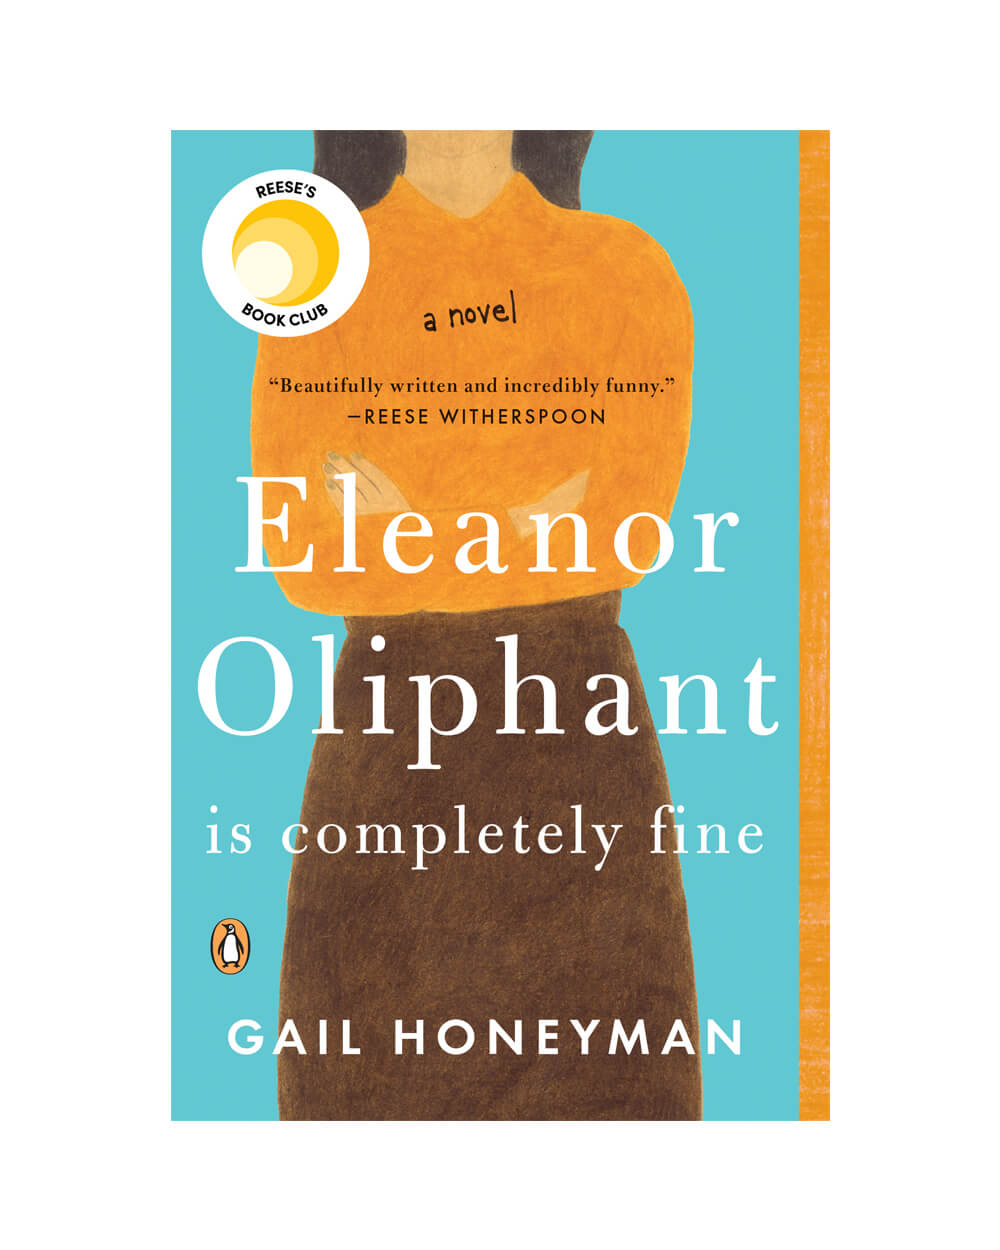 REESE'S
BOOK CLUB
a novel
“Beautifully written and incredibly funny.”
—REESE WITHERSPOON
Eleanor
Oliphant
is completely fine
GAIL HONEYMAN